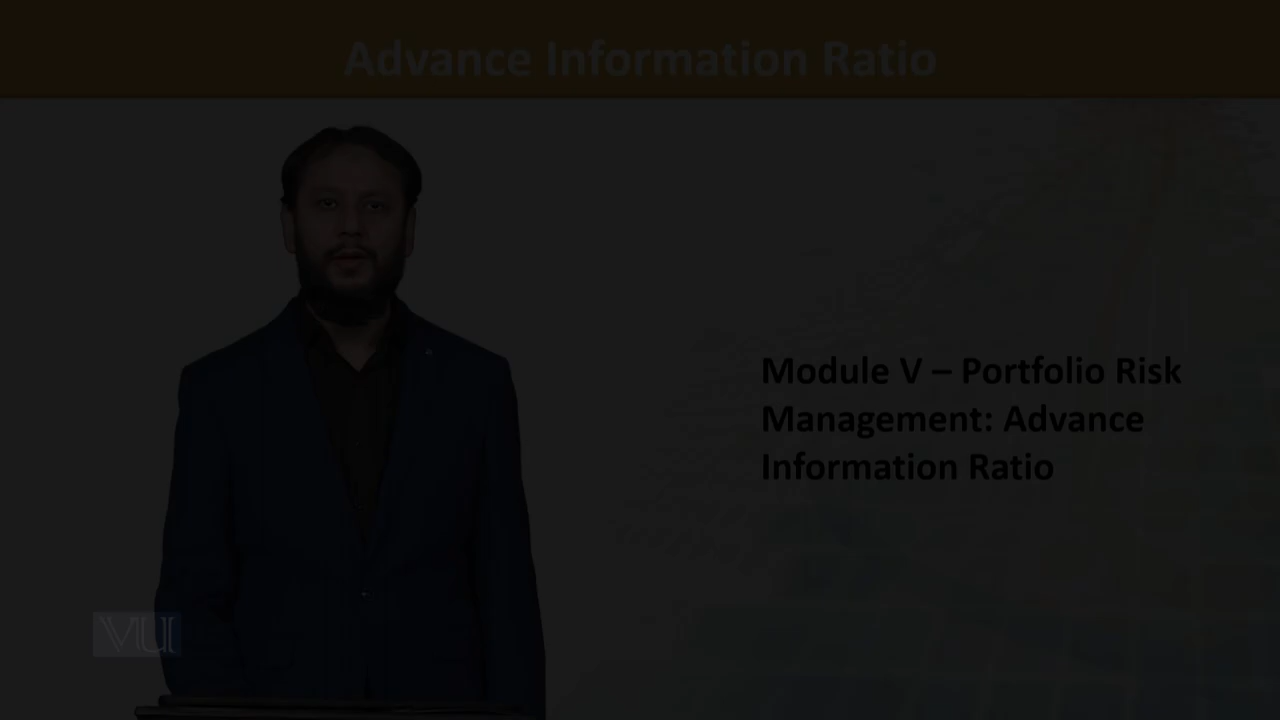 Advance Information Ratio
Module V – Portfolio Risk
Management: Advance
Information Ratio
VU